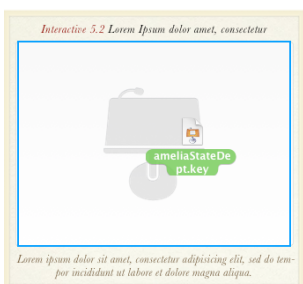 Interactive 5.2 Lorem Ipsum dolor amet, consectetur
ameliaStateDe
pt.key
Lorem ipsum dolor sit amet, consectetur adipisicing elit, sed do tem-
por incididunt ut labore et dolore magna aliqua.